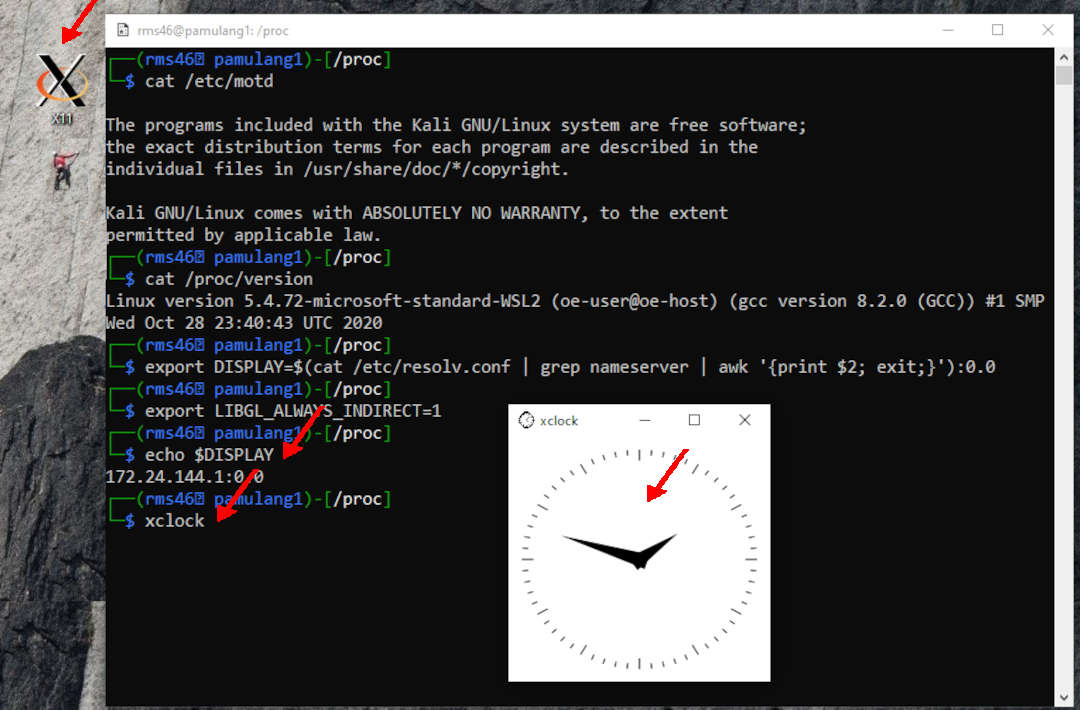 rms46@pamulang1: /proc
X11
┌──(rms46⍰ pamulang1)-[/proc]
└─$ cat /etc/motd
The programs included with the Kali GNU/Linux system are free software;
the exact distribution terms for each program are described in the
individual files in /usr/share/doc/*/copyright.
Kali GNU/Linux comes with ABSOLUTELY NO WARRANTY, to the extent
permitted by applicable law.
┌──(rms46⍰ pamulang1)-[/proc]
└─$ cat /proc/version
Linux version 5.4.72-microsoft-standard-WSL2 (oe-user@oe-host) (gcc version 8.2.0 (GCC)) #1 SMP
Wed Oct 28 23:40:43 UTC 2020
┌──(rms46⍰ pamulang1)-[/proc]
└─$ export DISPLAY=$(cat /etc/resolv.conf | grep nameserver | awk '{print $2; exit;}'):0.0
┌──(rms46⍰ pamulang1)-[/proc]
└─$ export LIBGL_ALWAYS_INDIRECT=1
┌──(rms46⍰ pamulang1)-[/proc]
└─$ echo $DISPLAY
172.24.144.1:0.0
┌──(rms46⍰ pamulang1)-[/proc]
└─$ xclock
xclock